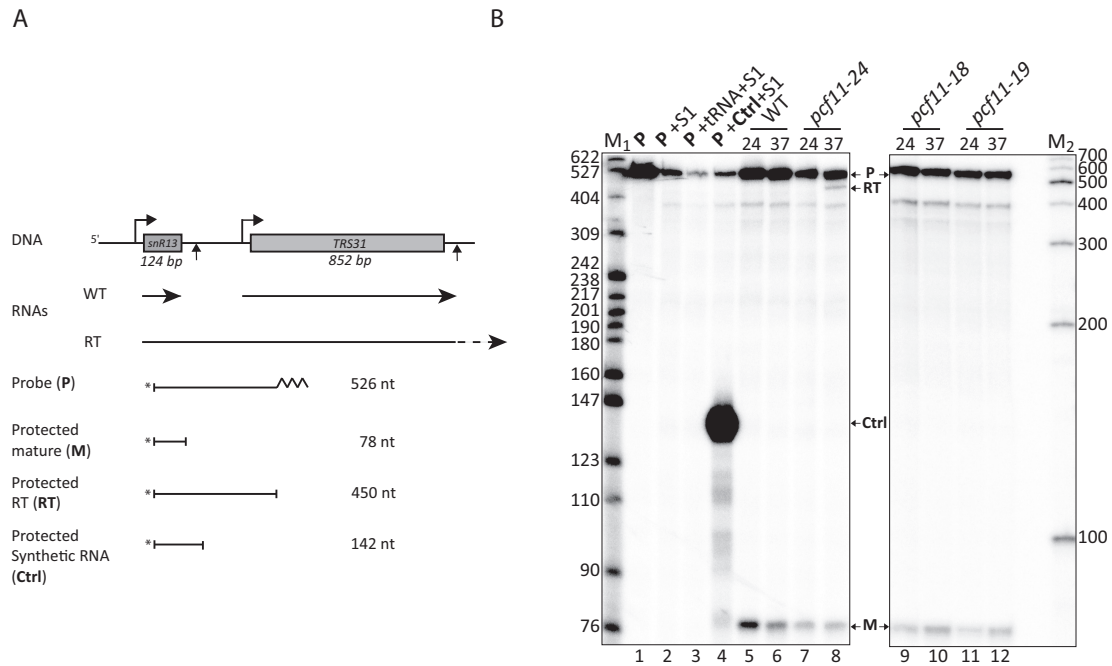 A
B
DNA
5'
snR13
124 bp
TRS31
852 bp
RNAs
WT
RT
Probe (P)
*
526 nt
Protected
mature (M)
*
78 nt
Protected
RT (RT)
*
450 nt
Protected
Synthetic RNA
(Ctrl)
*
142 nt
M1
P
P +S1
P +tRNA+S1
P +Ctrl+S1
WT
pcf11-24
pcf11-18
pcf11-19
M2
24 37 24 37
24 37 24 37
622
527
404
309
242
238
217
201
190
180
160
147
123
110
90
76
P
RT
Ctrl
M
700
600
500
400
300
200
100
1 2 3 4 5 6 7 8
9 10 11 12